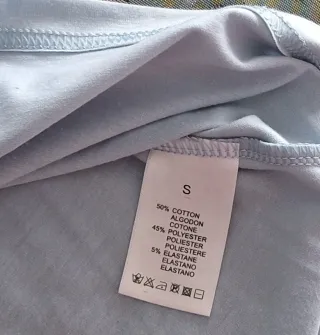 S
50% COTTON
ALGODON
COTONE
45% POLYESTER
POLIESTER
POLIESTERE
5% ELASTANE
ELASTANO
ELASTANO